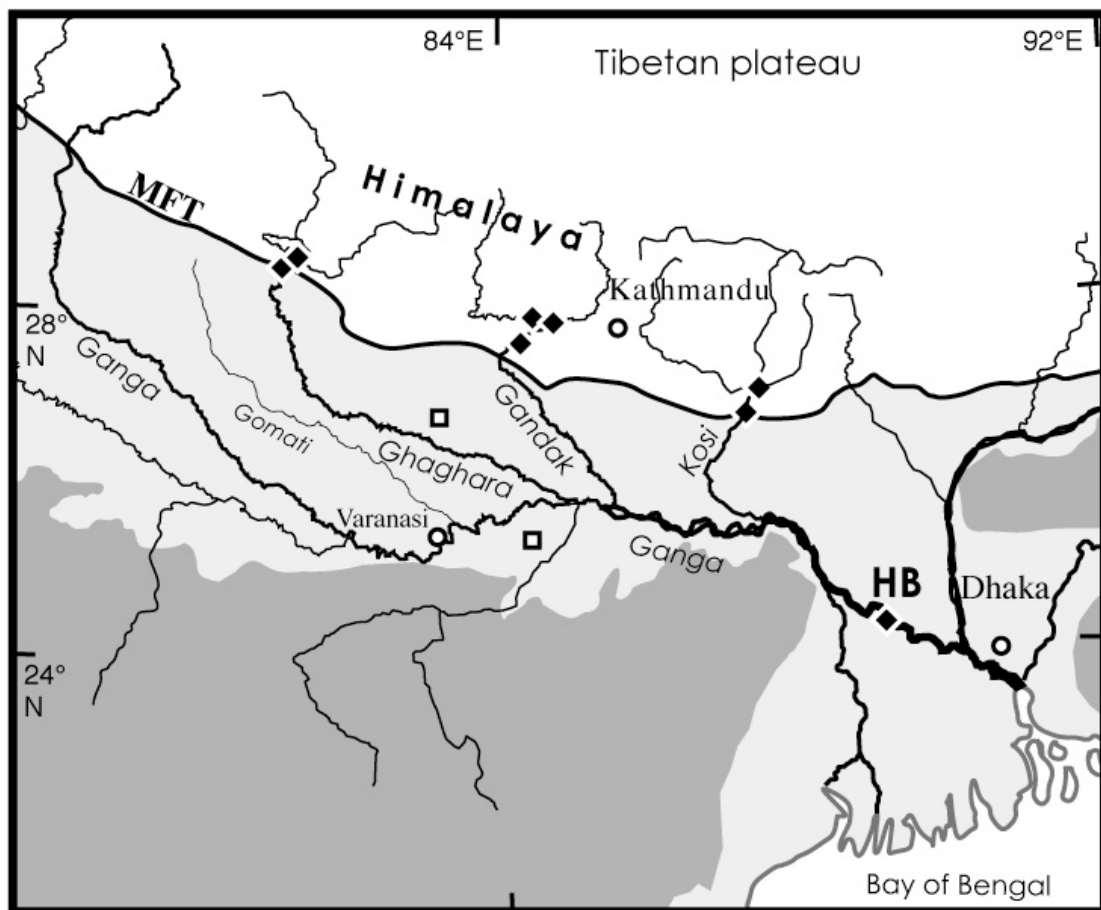 84°E
92°E
Tibetan plateau
Himalaya
MFT
Kathmandu
28°
N
Ganga
Gomati
Ghaghara
Gandak
Kosi
Varanasi
Ganga
HB
Dhaka
24°
N
Bay of Bengal